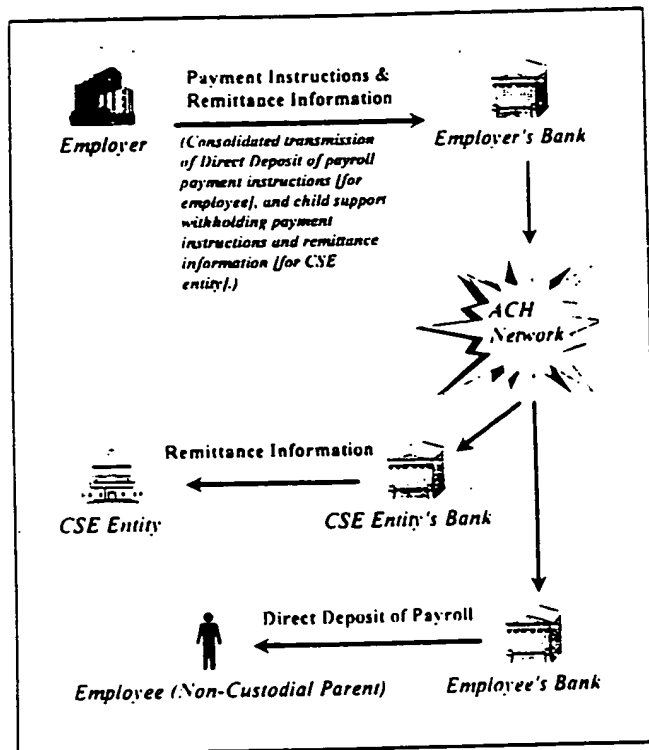 Payment Instructions &
Remittance Information
Employer
Employer's Bank
(Consolidated transmission
of Direct Deposit of payroll
payment instructions [for
employee], and child support
withholding payment
instructions and remittance
information [for CSE
entity].)
ACH
Network
Remittance Information
CSE Entity
CSE Entity's Bank
Direct Deposit of Payroll
Employee (Non-Custodial Parent)
Employee's Bank